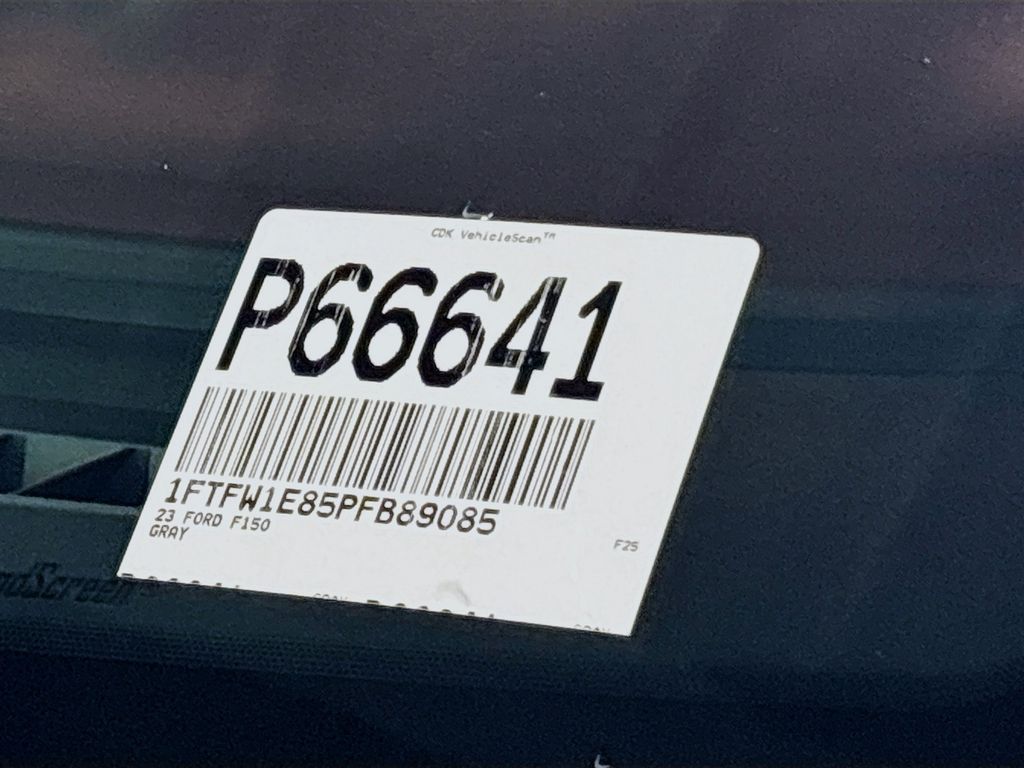 CDK VehicleScan™
P66641
1FTFW1E85PFB89085
23 FORD F150
GRAY
F25